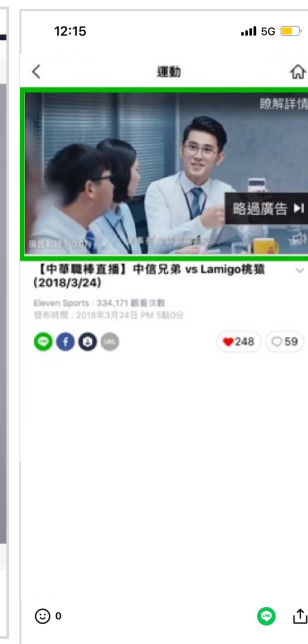 12:15
5G
運動
瞭解詳情
略過廣告
【中華職棒直播】中信兄弟 vs Lamigo桃猿
(2018/3/24)
Eleven Sports 334,171 觀看次數
發布時間：2018年3月24日 PM 5點0分
URL
248
59
0